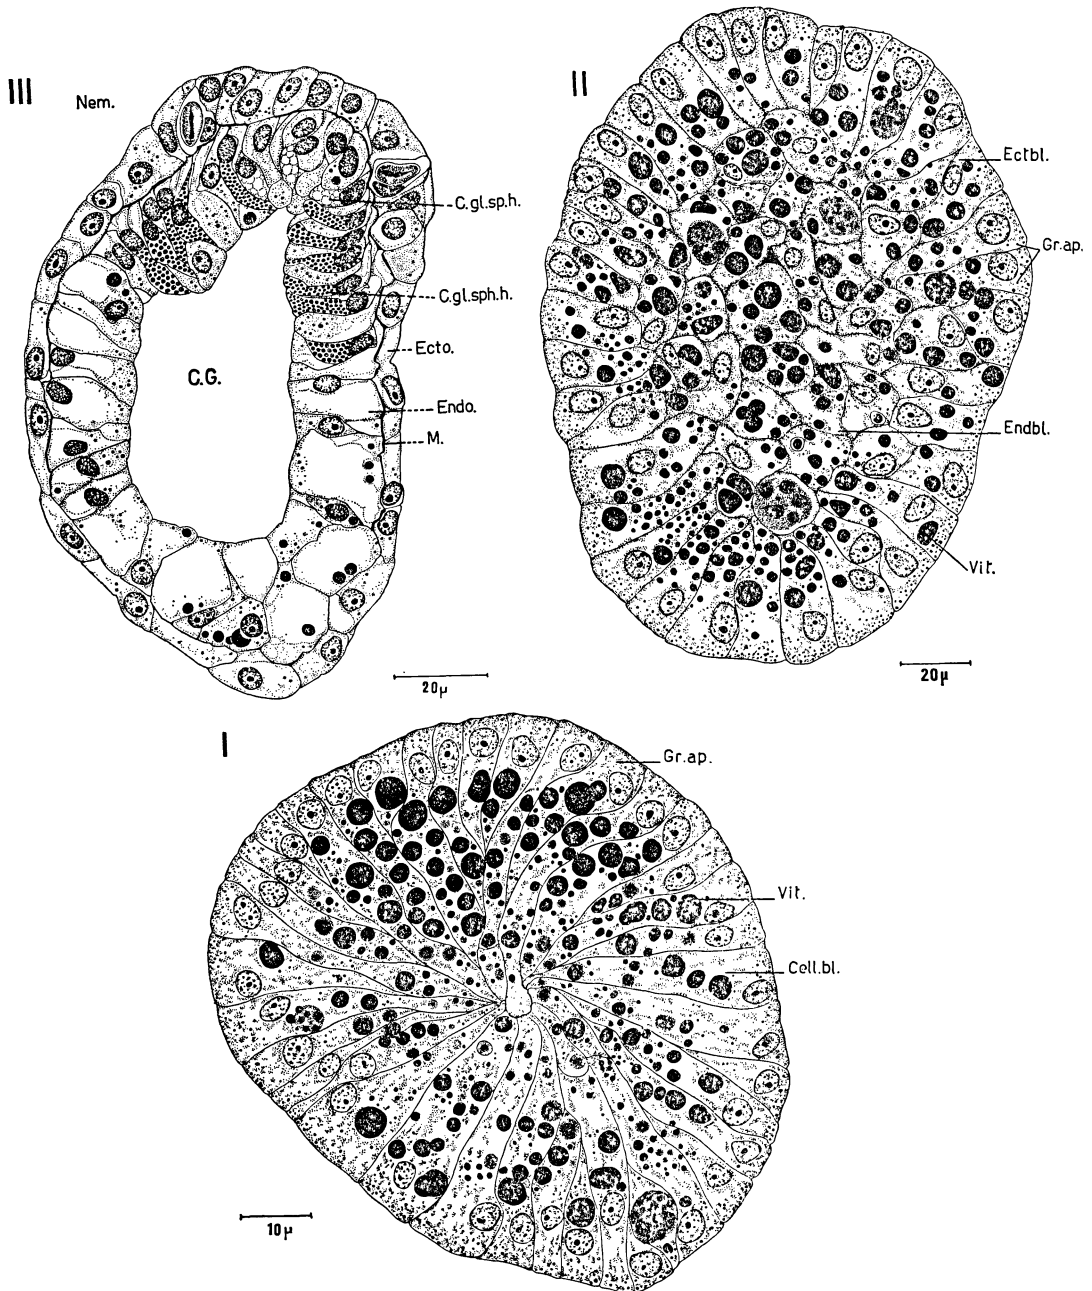 III
Nem.
C.gl.sp.h.
C.gl.sph.h.
Ecto.
C.G.
Endo.
M.
20µ
II
Ectbl.
Gr.ap.
Endbl.
Vit.
20µ
I
Gr.ap.
Vit.
Cell.bl.
10µ